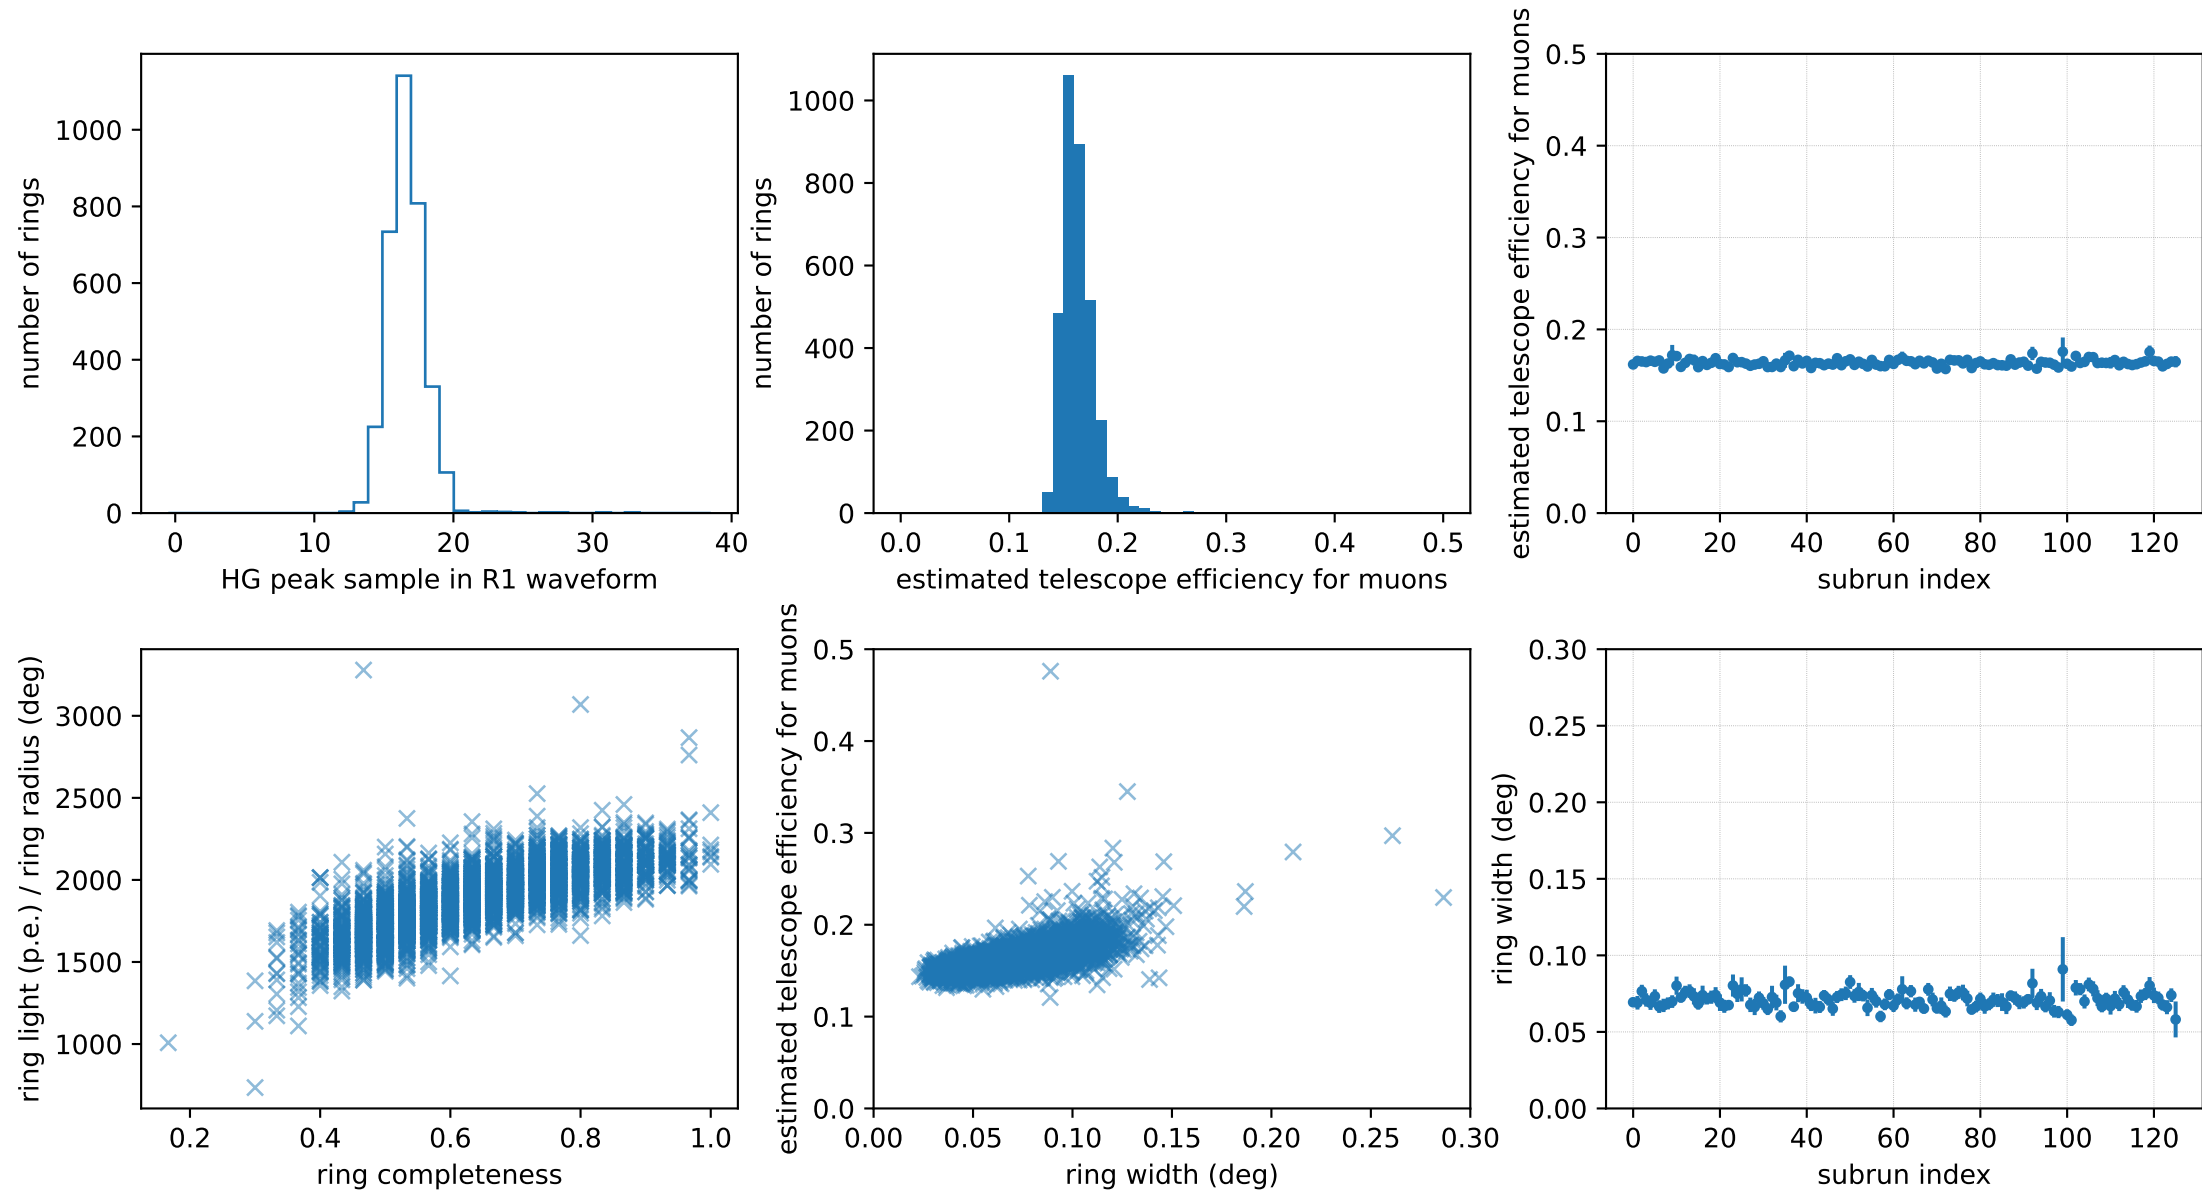 number of rings
1000
800
600
400
200
0
0 10 20 30 40
HG peak sample in R1 waveform
number of rings
1000
800
600
400
200
0
0.0 0.1 0.2 0.3 0.4 0.5
estimated telescope efficiency for muons
estimated telescope efficiency for muons
0.5
0.4
0.3
0.2
0.1
0.0
0 20 40 60 80 100 120
subrun index
ring light (p.e.) / ring radius (deg)
3000
2500
2000
1500
1000
0.2 0.4 0.6 0.8 1.0
ring completeness
estimated telescope efficiency for muons
0.5
0.4
0.3
0.2
0.1
0.0
0.00 0.05 0.10 0.15 0.20 0.25 0.30
ring width (deg)
ring width (deg)
0.30
0.25
0.20
0.15
0.10
0.05
0.00
0 20 40 60 80 100 120
subrun index